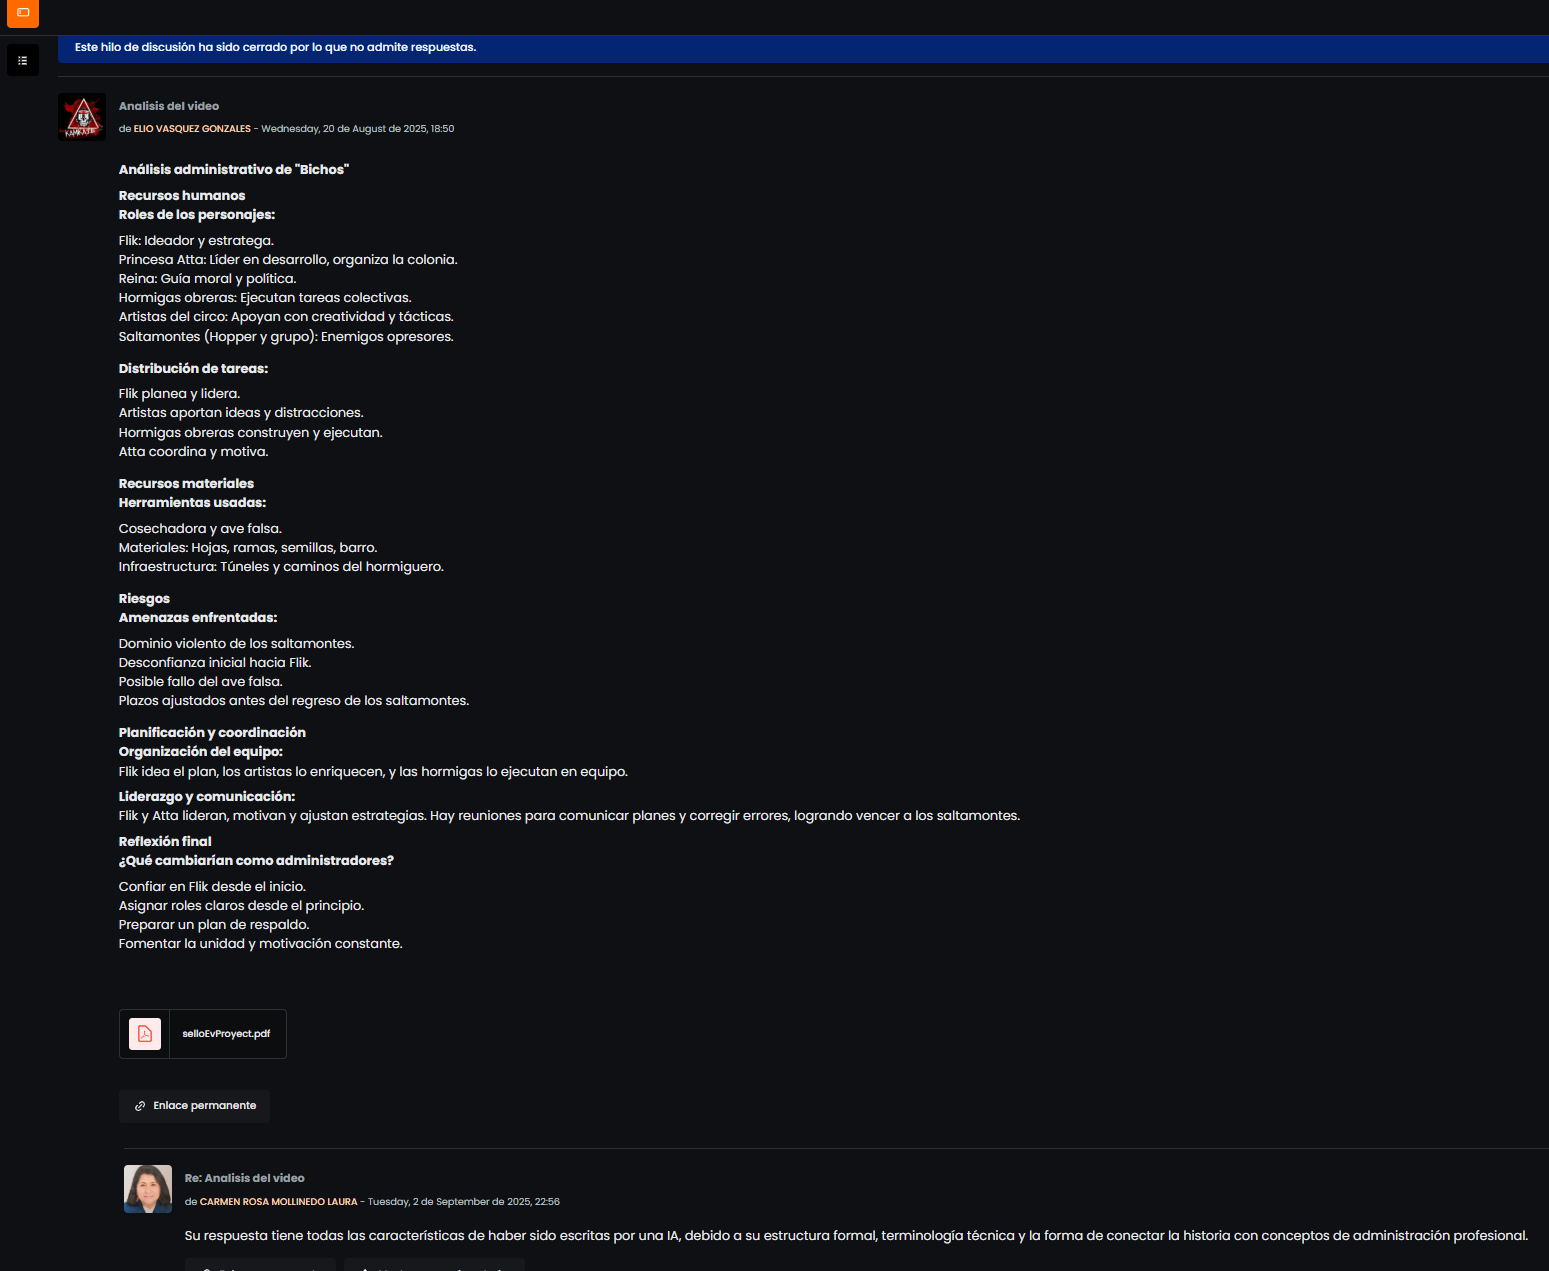 Este hilo de discusión ha sido cerrado por lo que no admite respuestas.
KAMIKAZE
Analisis del video
de ELIO VASQUEZ GONZALES - Wednesday, 20 de August de 2025, 18:50
Análisis administrativo de "Bichos"
Recursos humanos
Roles de los personajes:
Flik: Ideador y estratega.
Princesa Atta: Líder en desarrollo, organiza la colonia.
Reina: Guía moral y política.
Hormigas obreras: Ejecutan tareas colectivas.
Artistas del circo: Apoyan con creatividad y tácticas.
Saltamontes (Hopper y grupo): Enemigos opresores.
Distribución de tareas:
Flik planea y lidera.
Artistas aportan ideas y distracciones.
Hormigas obreras construyen y ejecutan.
Atta coordina y motiva.
Recursos materiales
Herramientas usadas:
Cosechadora y ave falsa.
Materiales: Hojas, ramas, semillas, barro.
Infraestructura: Túneles y caminos del hormiguero.
Riesgos
Amenazas enfrentadas:
Dominio violento de los saltamontes.
Desconfianza inicial hacia Flik.
Posible fallo del ave falsa.
Plazos ajustados antes del regreso de los saltamontes.
Planificación y coordinación
Organización del equipo:
Flik idea el plan, los artistas lo enriquecen, y las hormigas lo ejecutan en equipo.
Liderazgo y comunicación:
Flik y Atta lideran, motivan y ajustan estrategias. Hay reuniones para comunicar planes y corregir errores, logrando vencer a los saltamontes.
Reflexión final
¿Qué cambiarían como administradores?
Confiar en Flik desde el inicio.
Asignar roles claros desde el principio.
Preparar un plan de respaldo.
Fomentar la unidad y motivación constante.
selloEvProyect.pdf
Enlace permanente
Re: Analisis del video
de CARMEN ROSA MOLLINEDO LAURA - Tuesday, 2 de September de 2025, 22:56
Su respuesta tiene todas las características de haber sido escritas por una IA, debido a su estructura formal, terminología técnica y la forma de conectar la historia con conceptos de administración profesional.